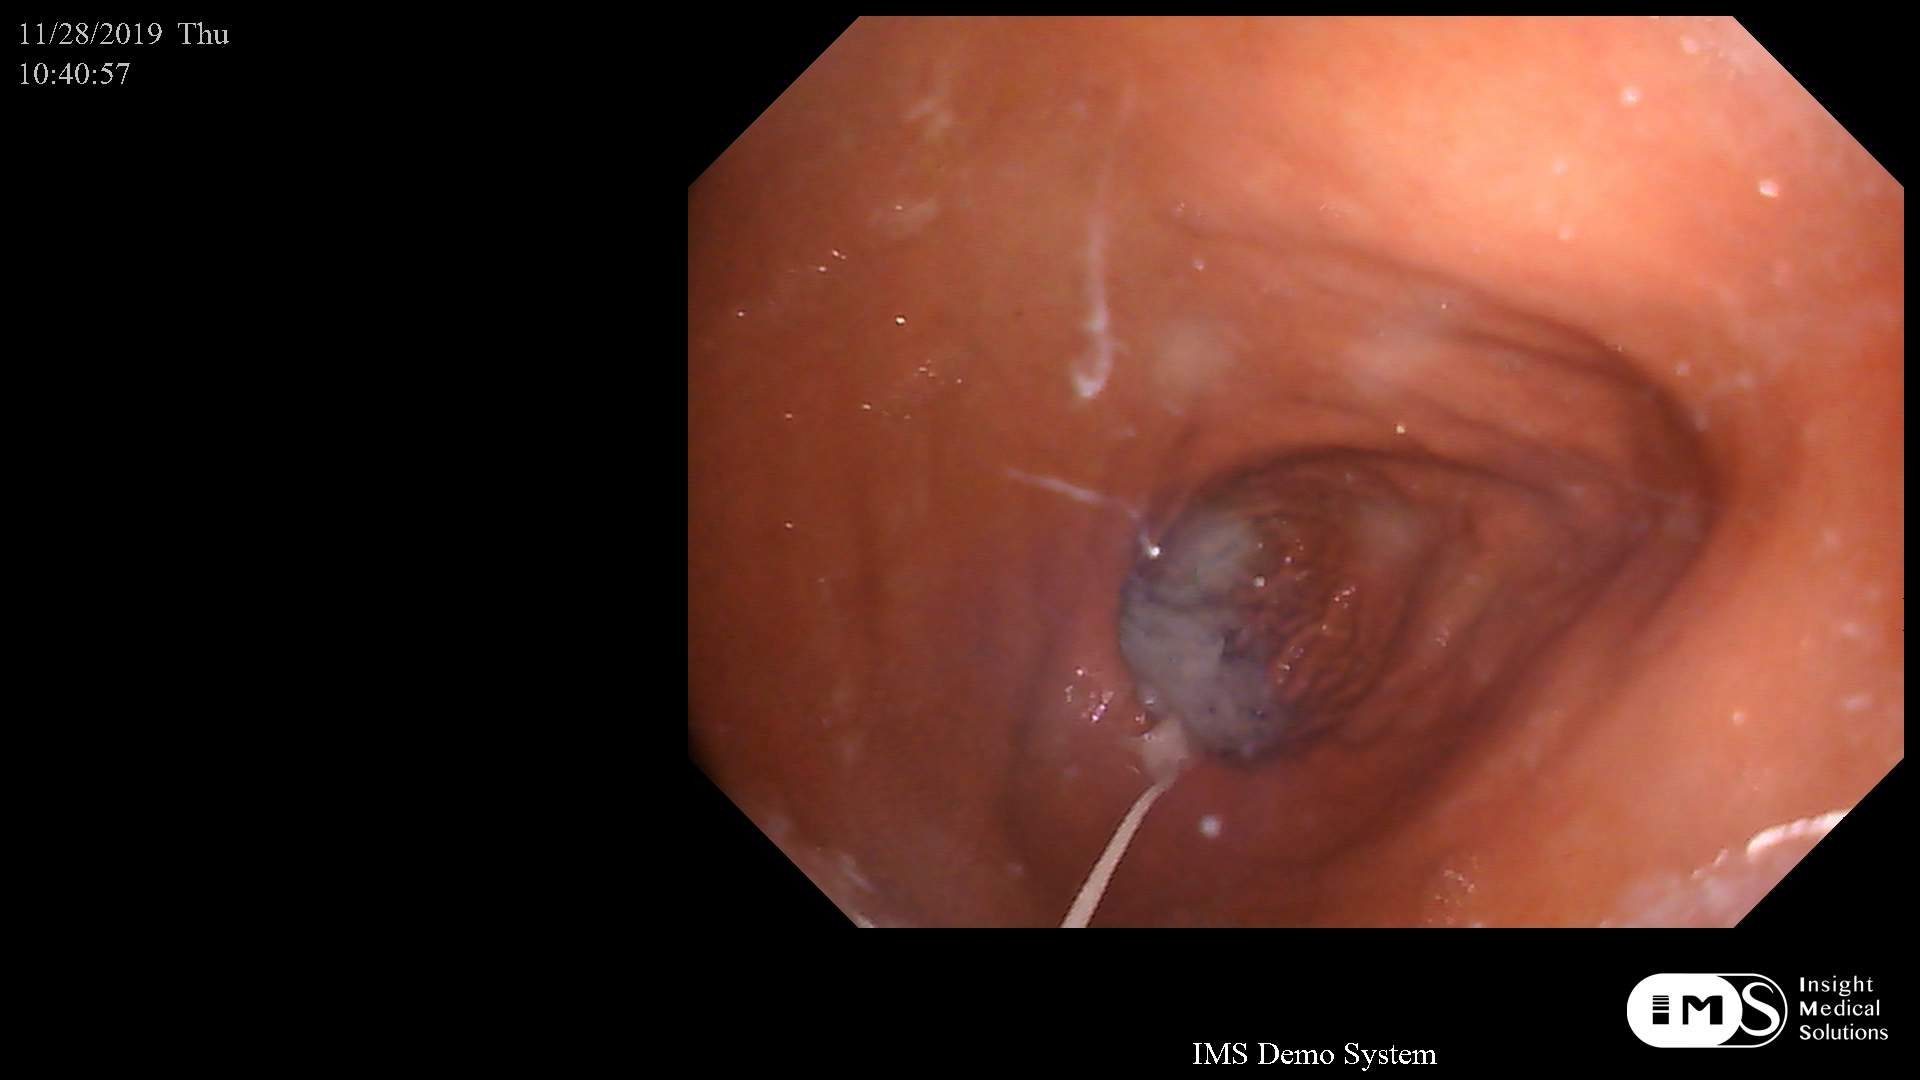 11/28/2019 Thu
10:40:57
IMS
Insight
Medical
Solutions
IMS Demo System